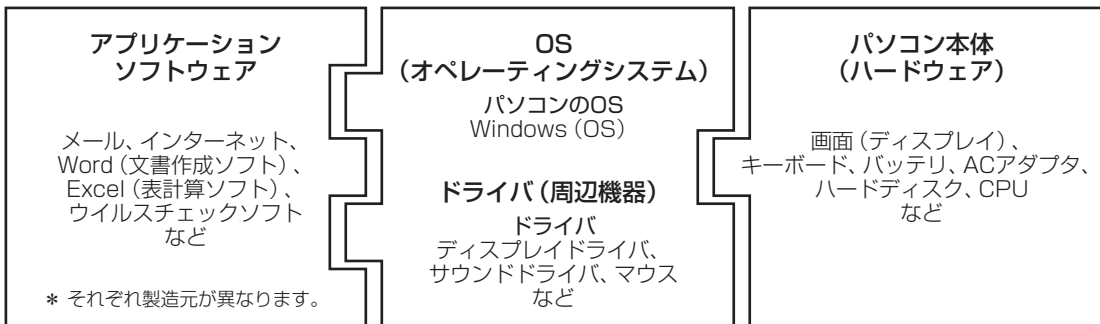 アプリケーション
ソフトウェア
メール、インターネット、
Word（文書作成ソフト）、
Excel（表計算ソフト）、
ウイルスチェックソフト
など
＊ それぞれ製造元が異なります。
OS
（オペレーティングシステム）
パソコンのOS
Windows（OS）
ドライバ（周辺機器）
ドライバ
ディスプレイドライバ、
サウンドドライバ、マウス
など
パソコン本体
（ハードウェア）
画面（ディスプレイ）、
キーボード、バッテリ、ACアダプタ、
ハードディスク、CPU
など